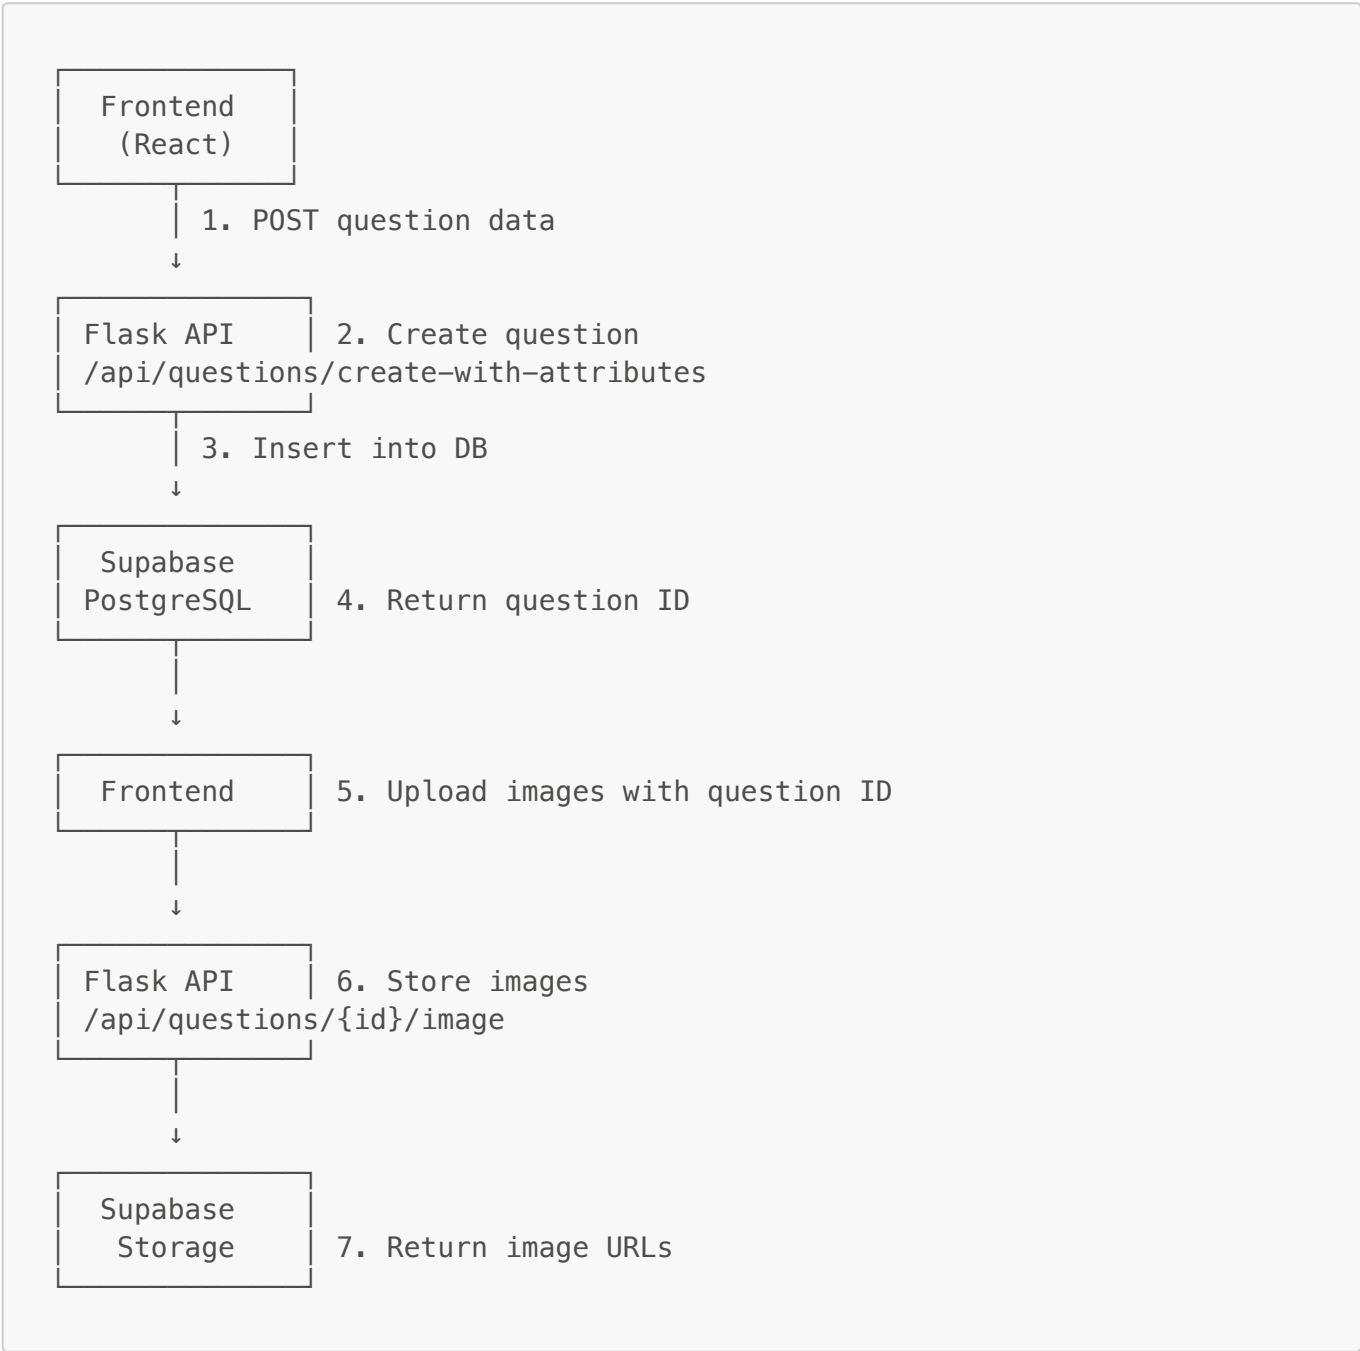 Frontend
(React)
1. POST question data
↓
Flask API 2. Create question
/api/questions/create-with-attributes
3. Insert into DB
↓
Supabase
PostgreSQL 4. Return question ID
↓
Frontend 5. Upload images with question ID
↓
Flask API 6. Store images
/api/questions/{id}/image
↓
Supabase
Storage 7. Return image URLs